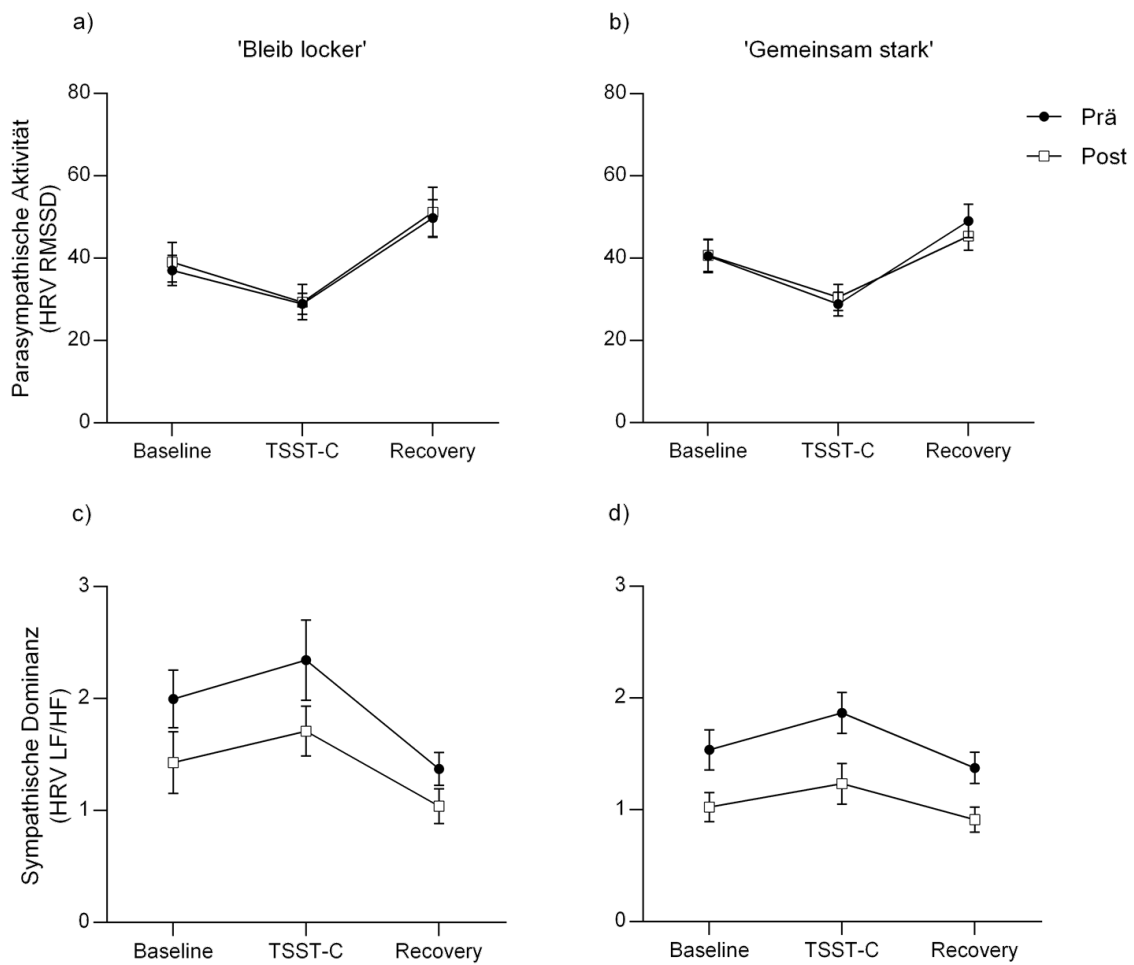 a)
'Bleib locker'
b)
'Gemeinsam stark'
Prä
Post
Parasympathische Aktivität
(HRV RMSSD)
80
60
40
20
0
Baseline
TSST-C
Recovery
80
60
40
20
0
Baseline
TSST-C
Recovery
c)
d)
Sympathische Dominanz
(HRV LF/HF)
3
2
1
0
Baseline
TSST-C
Recovery
3
2
1
0
Baseline
TSST-C
Recovery